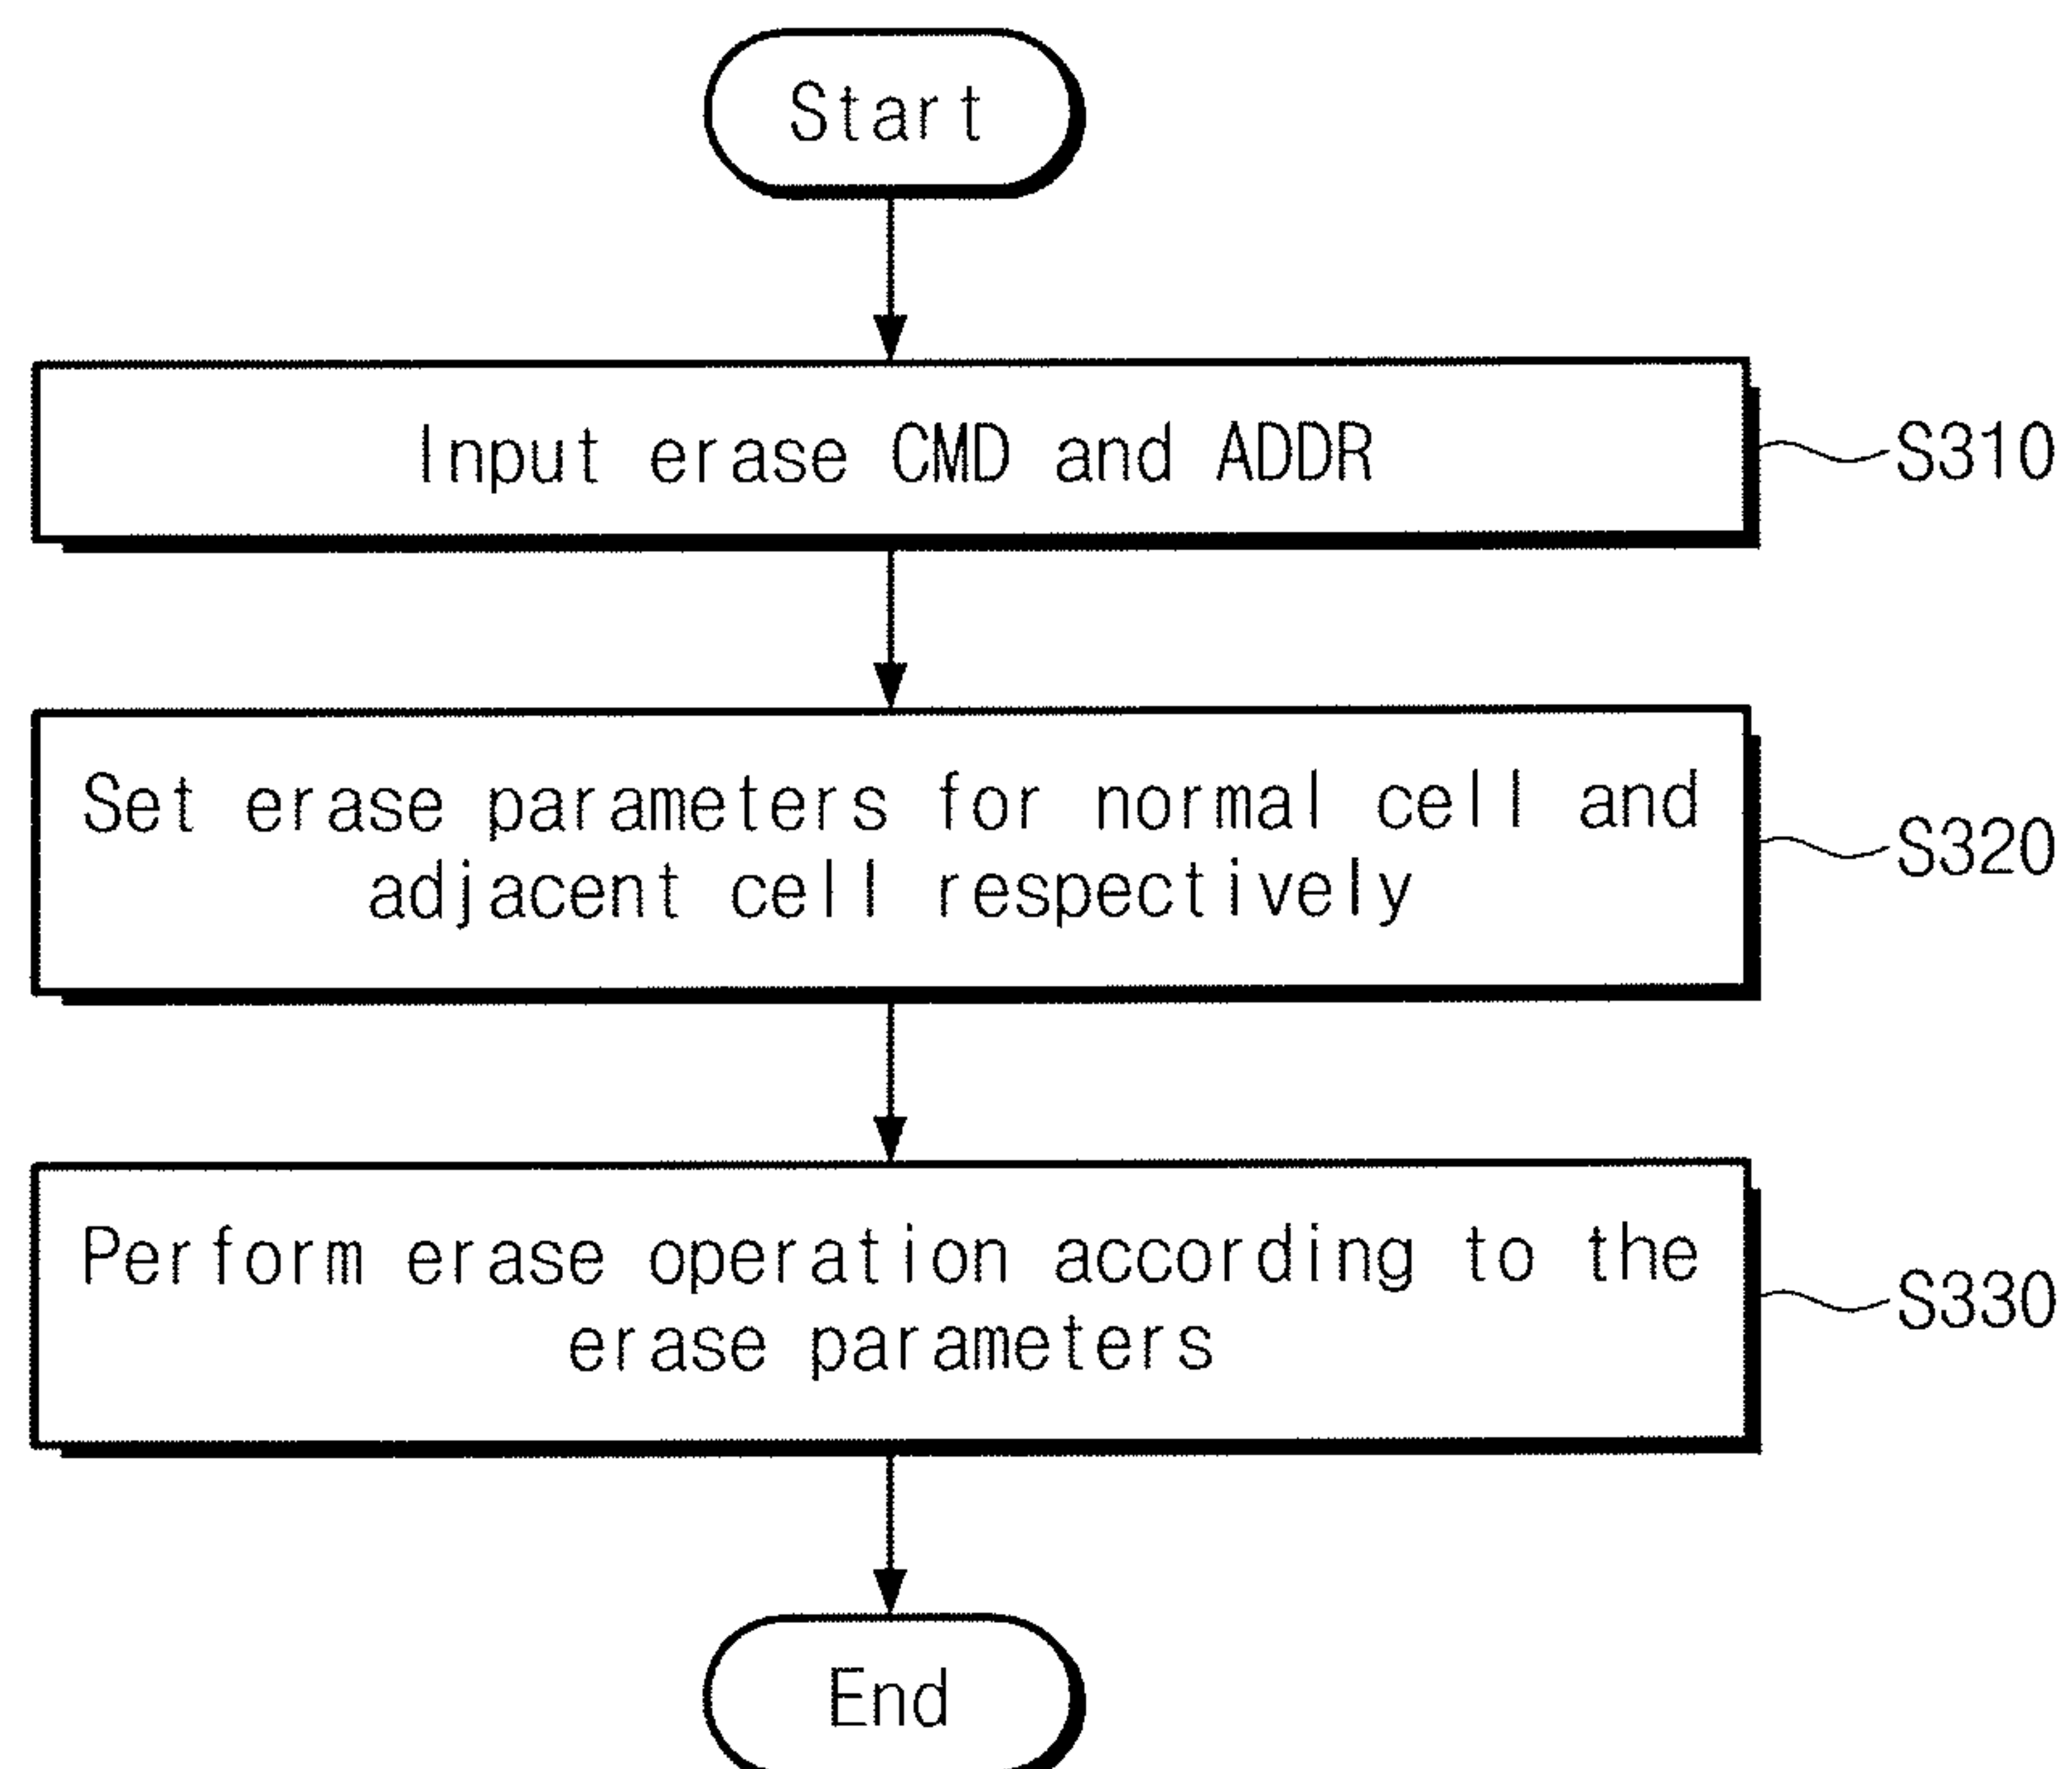 Start
Input erase CMD and ADDR
S310
Set erase parameters for normal cell and
adjacent cell respectively
S320
Perform erase operation according to the
erase parameters
S330
End